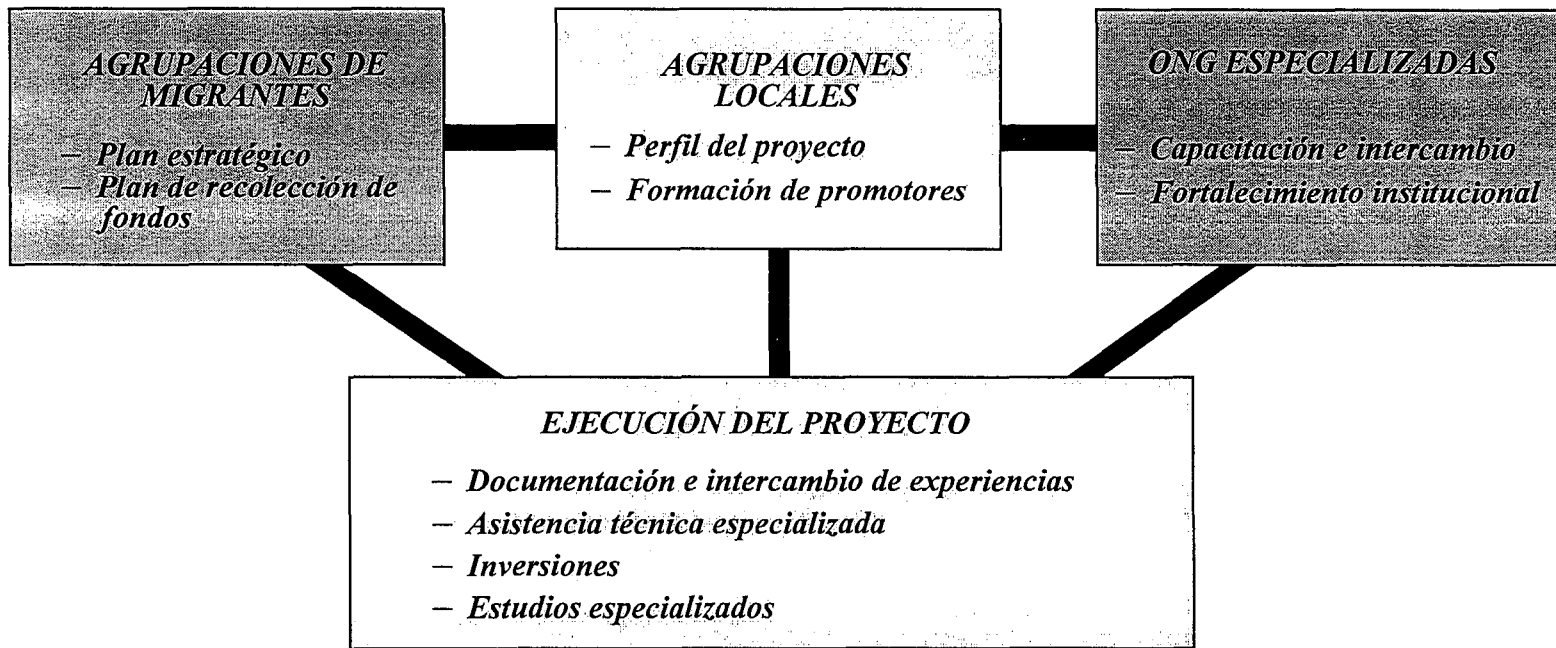 AGRUPACIONES DE
MIGRANTES
– Plan estratégico
– Plan de recolección de
fondos
AGRUPACIONES
LOCALES
– Perfil del proyecto
– Formación de promotores
ONG ESPECIALIZADAS
– Capacitación e intercambio
– Fortalecimiento institucional
EJECUCIÓN DEL PROYECTO
– Documentación e intercambio de experiencias
– Asistencia técnica especializada
– Inversiones
– Estudios especializados